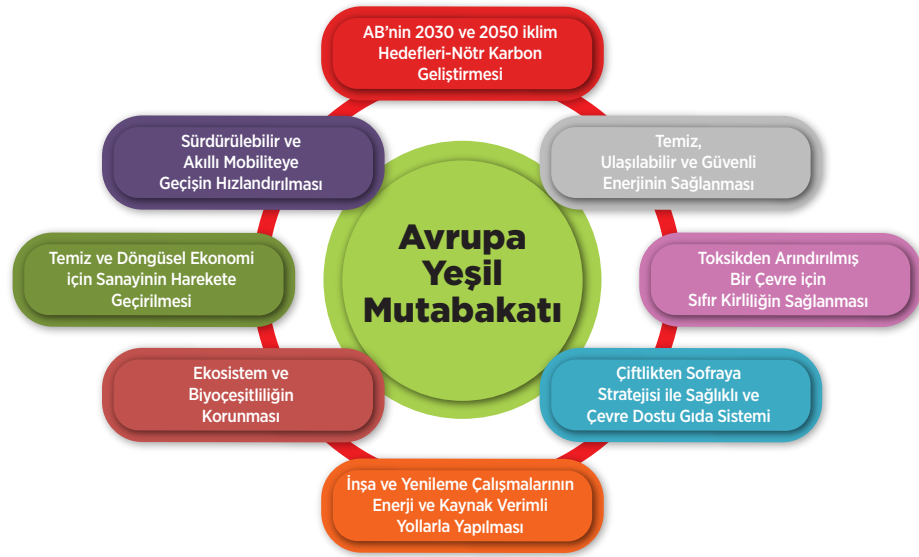 AB'nin 2030 ve 2050 iklim
Hedefleri-Nötr Karbon
Geliştirmesi
Sürdürülebilir ve
Akıllı Mobiliteye
Geçişin Hızlandırılması
Temiz,
Ulaşılabilir ve Güvenli
Enerjinin Sağlanması
Avrupa
Yeşil
Mutabakatı
Temiz ve Döngüsel Ekonomi
için Sanayinin Harekete
Geçirilmesi
Toksikden Arındırılmış
Bir Çevre için
Sıfır Kirliliğin Sağlanması
Ekosistem ve
Biyoçeşitliliğin
Korunması
Çiftlikten Sofraya
Stratejisi ile Sağlıklı ve
Çevre Dostu Gıda Sistemi
İnşa ve Yenileme Çalışmalarının
Enerji ve Kaynak Verimli
Yollarla Yapılması